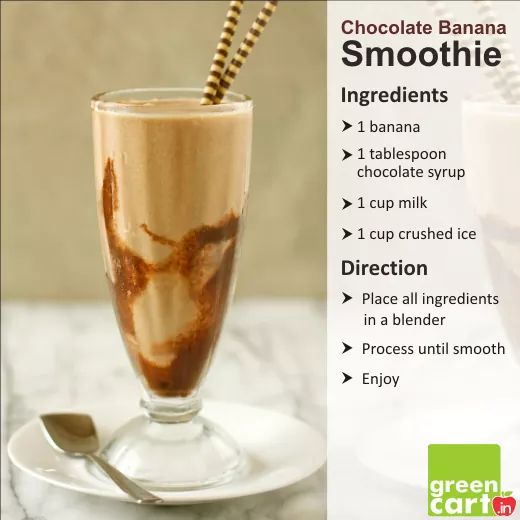 Chocolate Banana
Smoothie
Ingredients
➤ 1 banana
➤ 1 tablespoon
chocolate syrup
➤ 1 cup milk
➤ 1 cup crushed ice
Direction
➤ Place all ingredients
in a blender
➤ Process until smooth
➤ Enjoy
green
cart.in